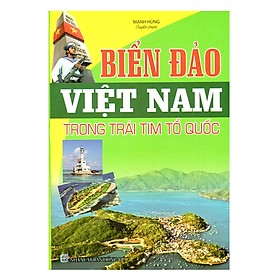 MẠNH HÙNG
(Tuyển chọn)
BIỂN ĐẢO
VIỆT NAM
TRONG TRÁI TIM TỔ QUỐC